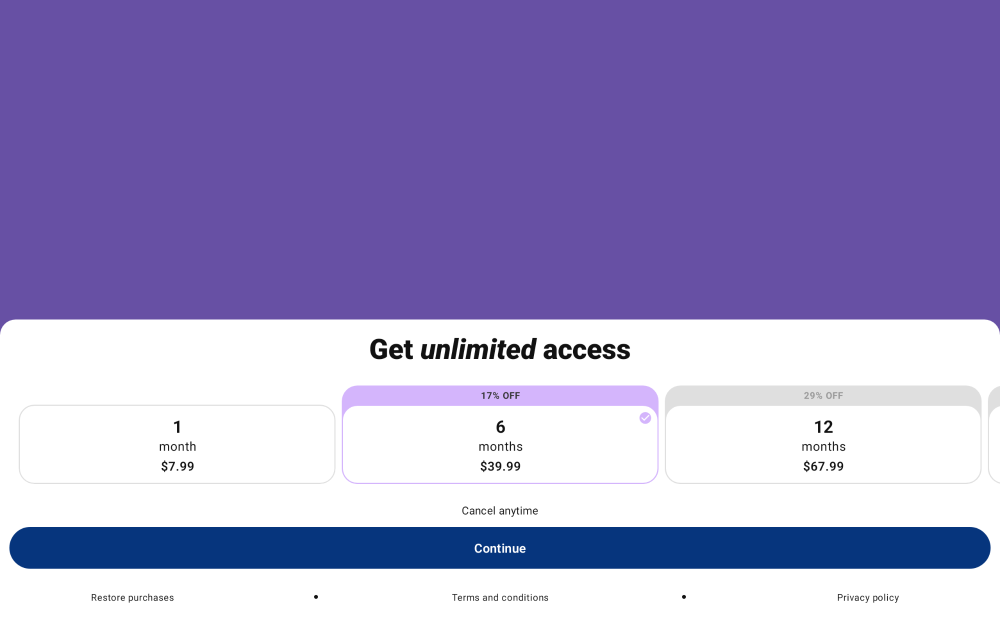 Get unlimited access
1
month
$7.99
17% OFF
6
months
$39.99
29% OFF
12
months
$67.99
Cancel anytime
Continue
Restore purchases
Terms and conditions
Privacy policy